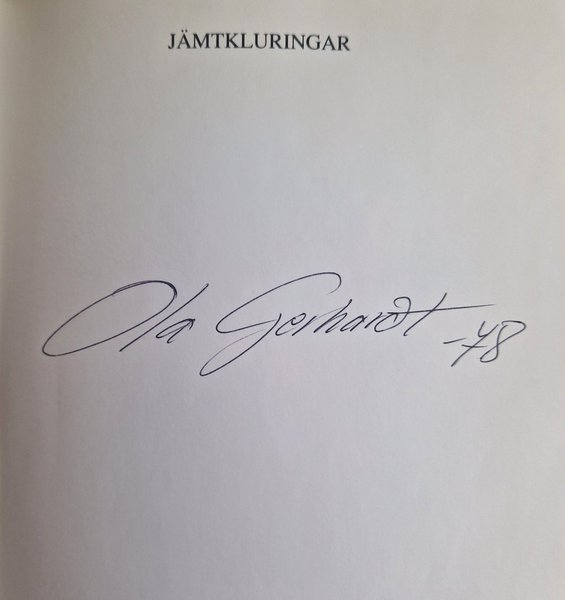 JÄMTKLURINGAR
Ola Gerhardt -78